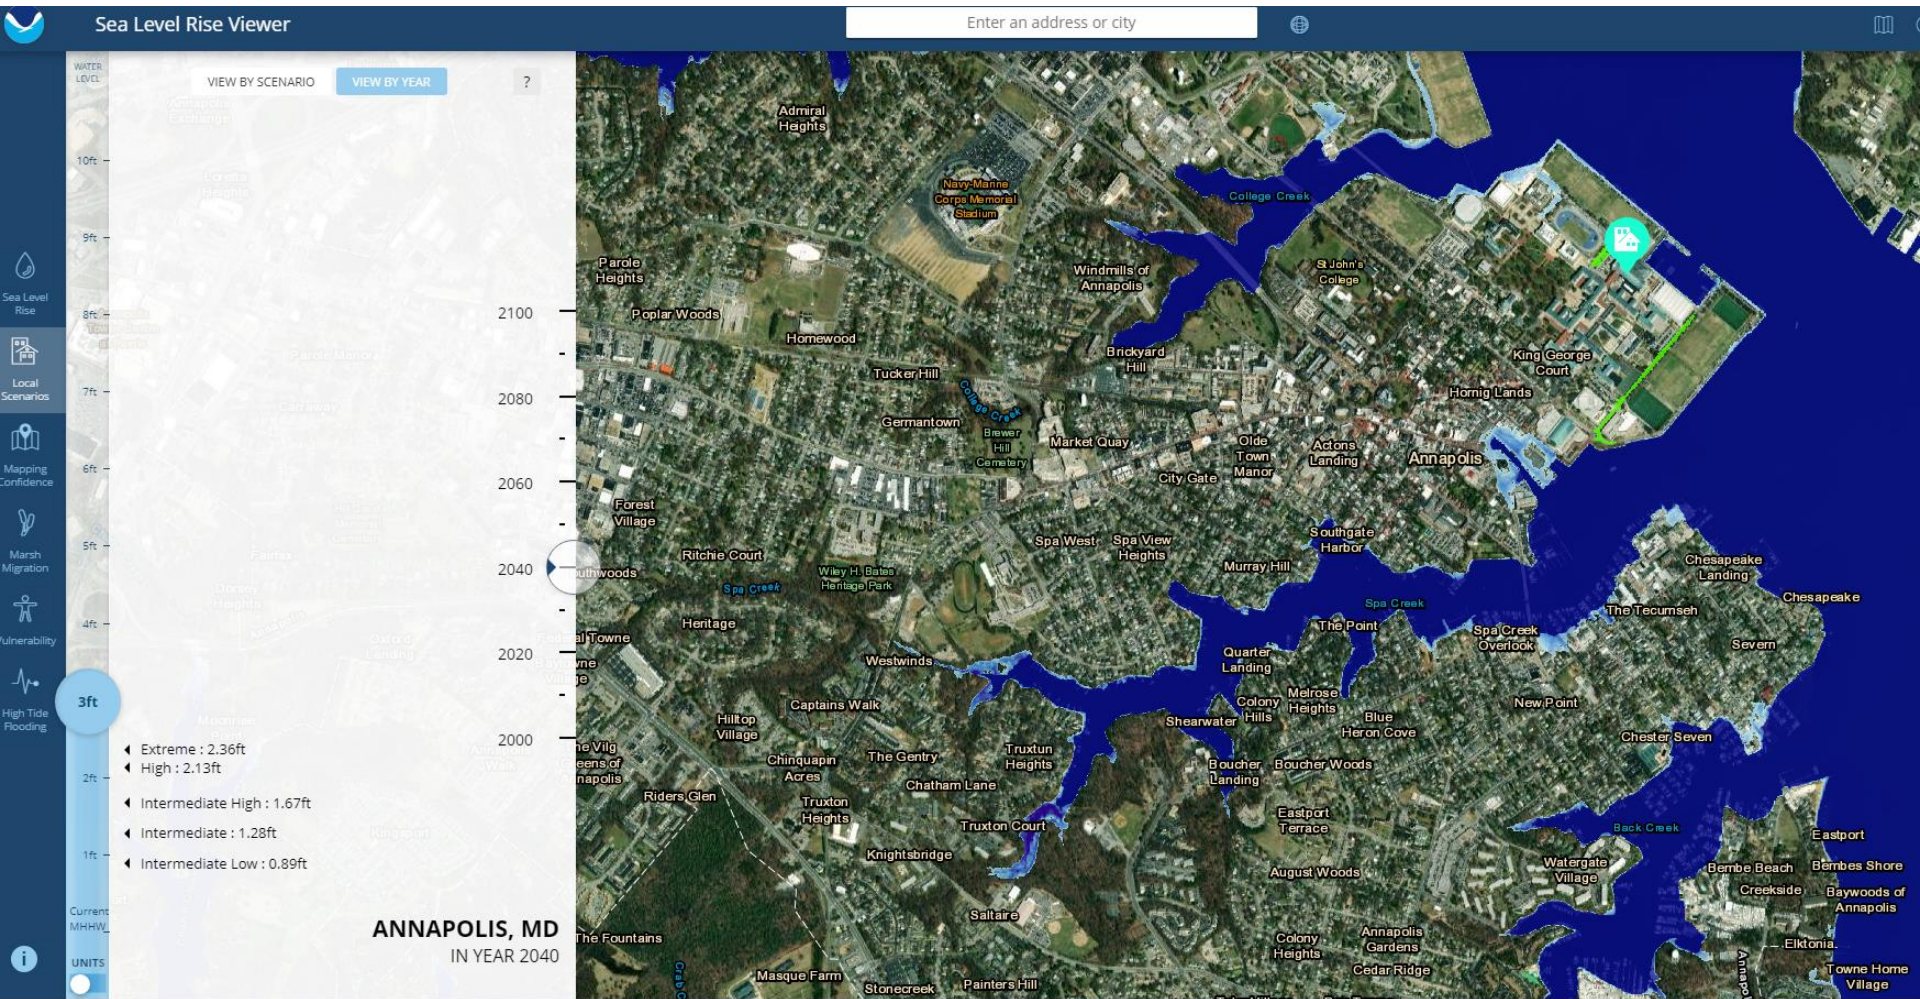 Sea Level Rise Viewer
Enter an address or city
WATER
LEVEL
VIEW BY SCENARIO
VIEW BY YEAR
?
10ft
9ft
8ft
7ft
6ft
5ft
4ft
3ft
2ft
1ft
Current
MHHW
UNITS
Sea Level
Rise
Local
Scenarios
Mapping
Confidence
Marsh
Migration
Vulnerability
High Tide
Flooding
i
2100
2080
2060
2040
2020
2000
Extreme : 2.36ft
High : 2.13ft
Intermediate High : 1.67ft
Intermediate : 1.28ft
Intermediate Low : 0.89ft
ANNAPOLIS, MD
IN YEAR 2040
Admiral
Heights
Navy-Marine
Corps Memorial
Stadium
College Creek
Parole
Heights
Windmills of
Annapolis
St John's
College
Poplar Woods
Homewood
Brickyard
Hill
King George
Court
Tucker Hill
Hornig Lands
College Creek
Germantown
Brewer
Hill
Cemetery
Market Quay
Olde
Town
Manor
Actons
Landing
Annapolis
City Gate
Forest
Village
Southgate
Harbor
Ritchie Court
Spa West
Spa View
Heights
Chesapeake
Landing
Murray Hill
Wiley H. Bates
Heritage Park
Spa Creek
Spa Creek
Chesapeake
The Tecumseh
Heritage
The Point
Spa Creek
Overlook
Severn
Westwinds
Quarter
Landing
Captains Walk
Colony
Hills
Melrose
Heights
New Point
Hilltop
Village
Shearwater
Blue
Heron Cove
Chester Seven
Chinquapin
Acres
The Gentry
Truxtun
Heights
Boucher
Landing
Boucher Woods
Chatham Lane
Riders Glen
Truxton
Heights
Truxton Court
Eastport
Terrace
Back Creek
Eastport
Knightsbridge
August Woods
Watergate
Village
Bembe Beach
Bembes Shore
Creekside
Baywoods of
Annapolis
Saltaire
The Fountains
Colony
Heights
Annapolis
Gardens
Elktonia
Cedar Ridge
Masque Farm
Stonecreek
Painters Hill
Towne Home
Village